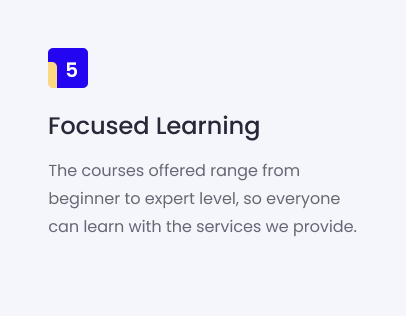 5
Focused Learning
The courses offered range from
beginner to expert level, so everyone
can learn with the services we provide.